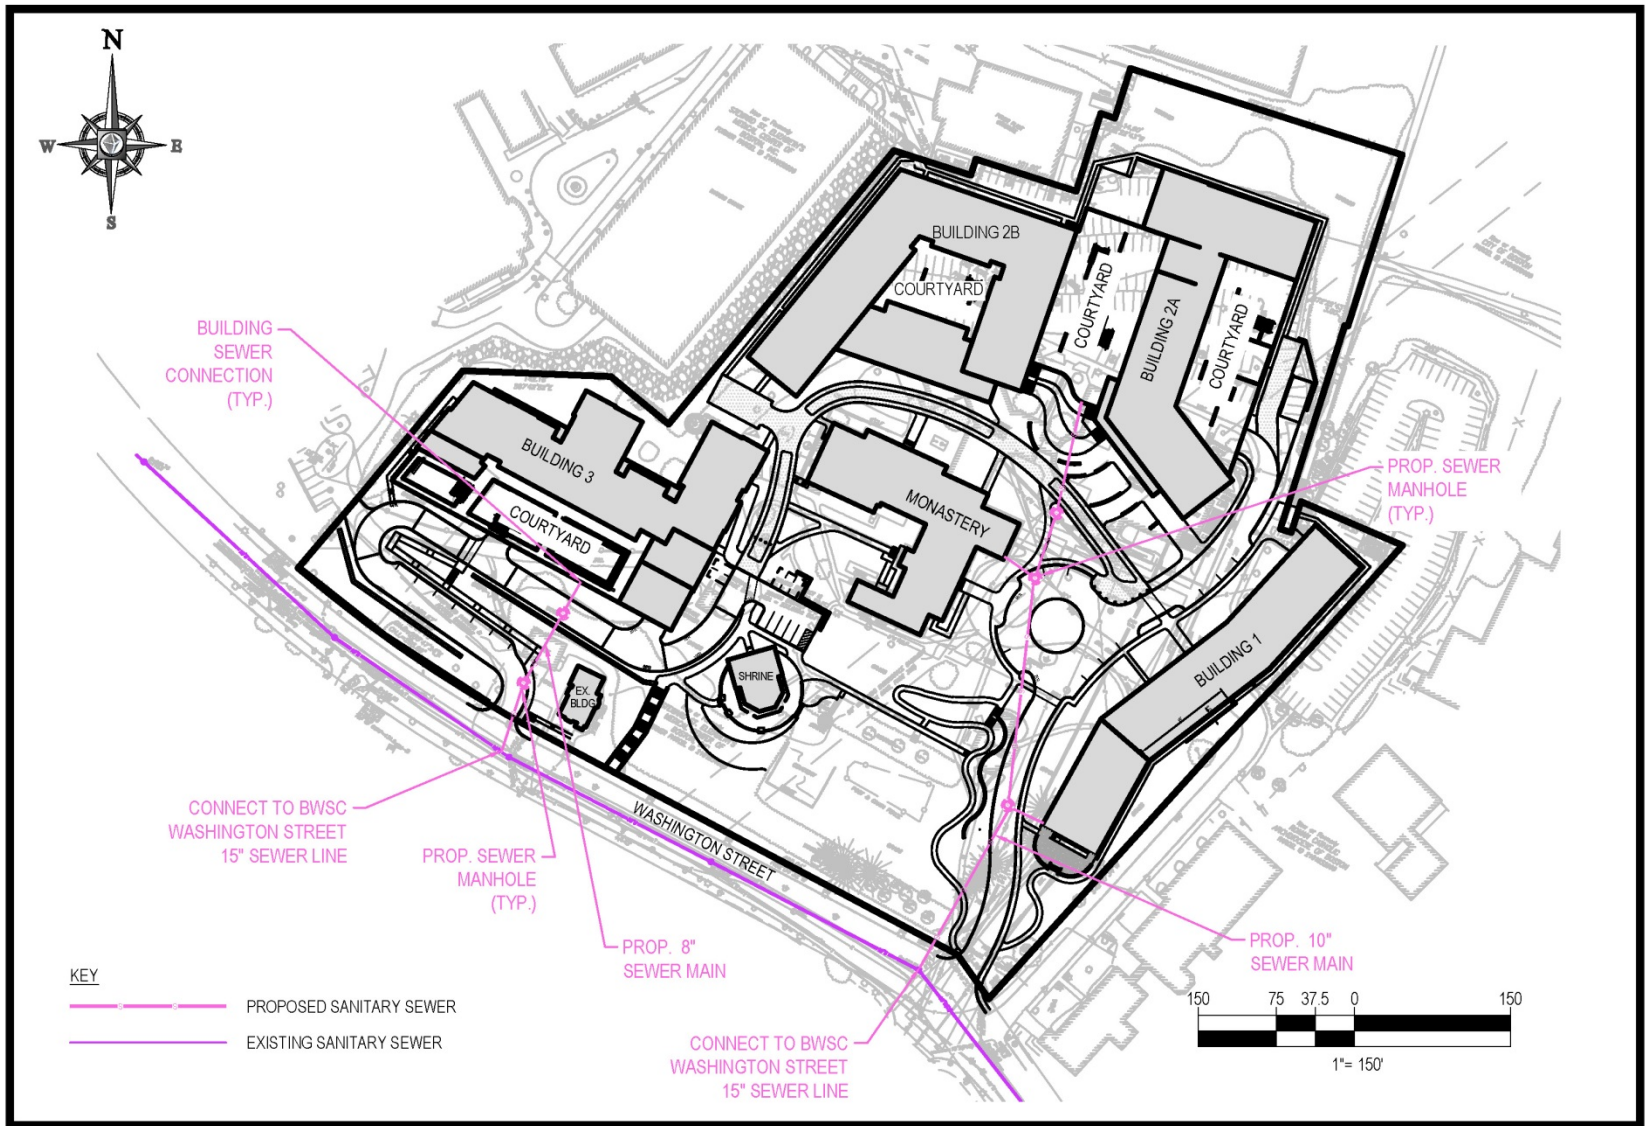 N
W
E
S
BUILDING 2B
COURTYARD
COURTYARD
BUILDING 2A
COURTYARD
BUILDING
SEWER
CONNECTION
(TYP.)
BUILDING 3
COURTYARD
MONASTERY
PROP. SEWER
MANHOLE
(TYP.)
BUILDING 1
SHRINE
EX.
BLDG
CONNECT TO BWSC
WASHINGTON STREET
15" SEWER LINE
WASHINGTON STREET
PROP. SEWER
MANHOLE
(TYP.)
PROP. 8"
SEWER MAIN
PROP. 10"
SEWER MAIN
KEY
PROPOSED SANITARY SEWER
EXISTING SANITARY SEWER
CONNECT TO BWSC
WASHINGTON STREET
15" SEWER LINE
150 75 37.5 0 150
1"= 150'